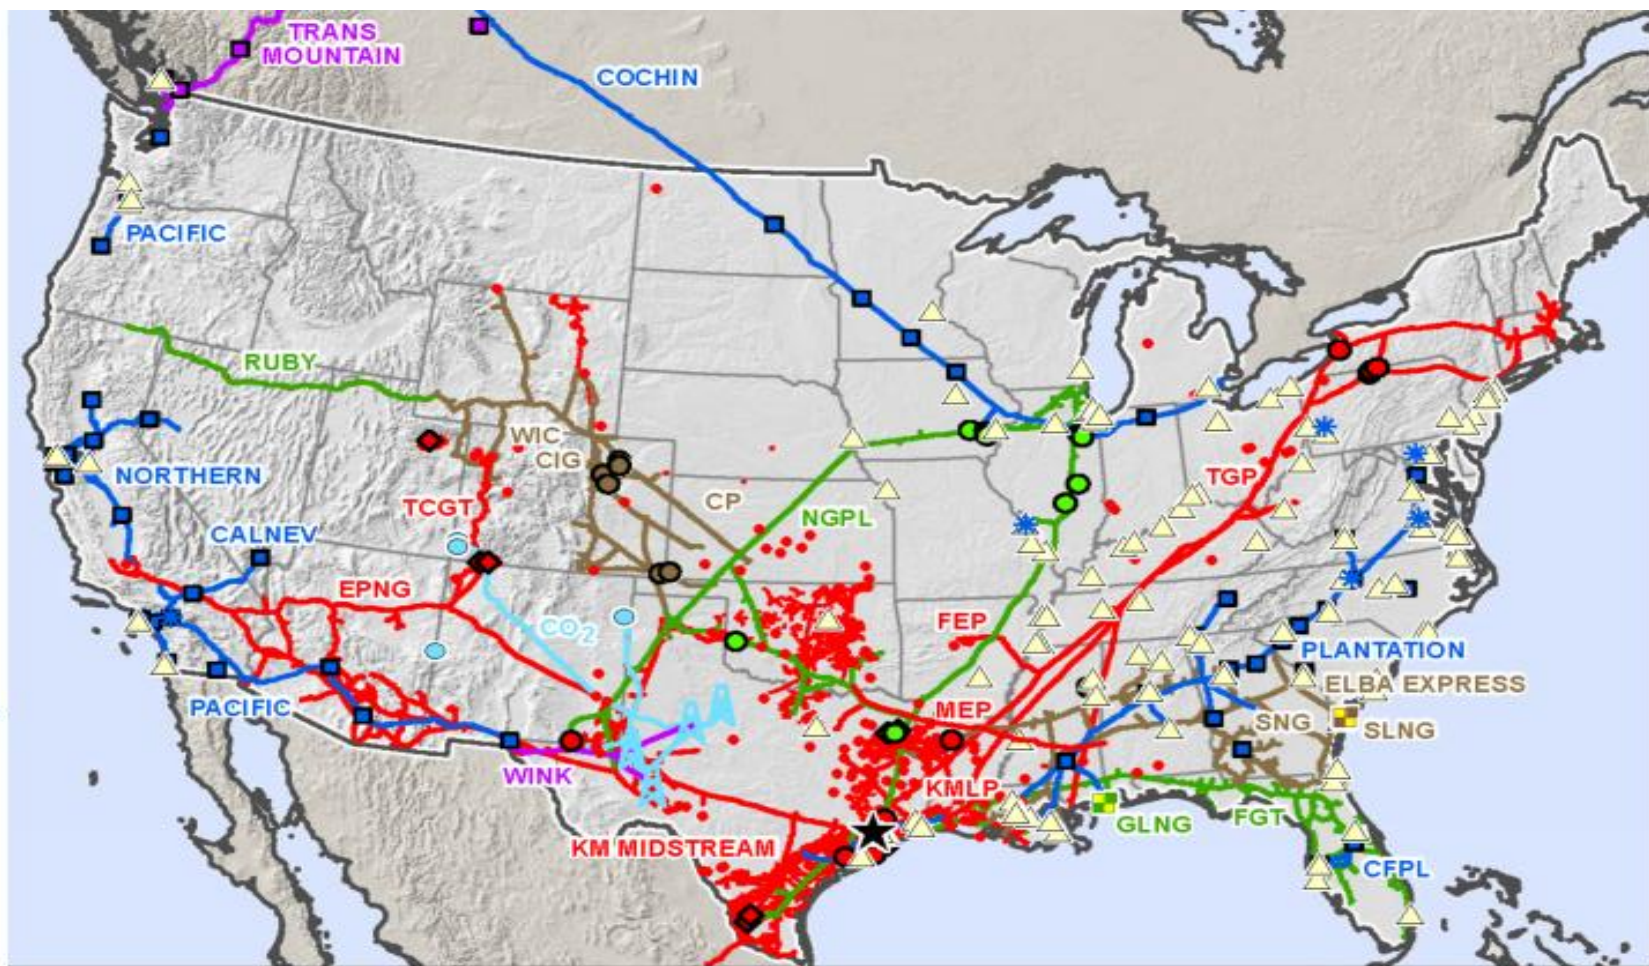 TRANS
MOUNTAIN
COCHIN
PACIFIC
RUBY
WIC
CIG
NORTHERN
TCGT
CP
NGPL
TGP
CALNEV
EPNG
CO2
FEP
PLANTATION
PACIFIC
ELBA EXPRESS
MEP
SNG
SLNG
WINK
KMLP
GLNG
FGT
KM MIDSTREAM
CFPL